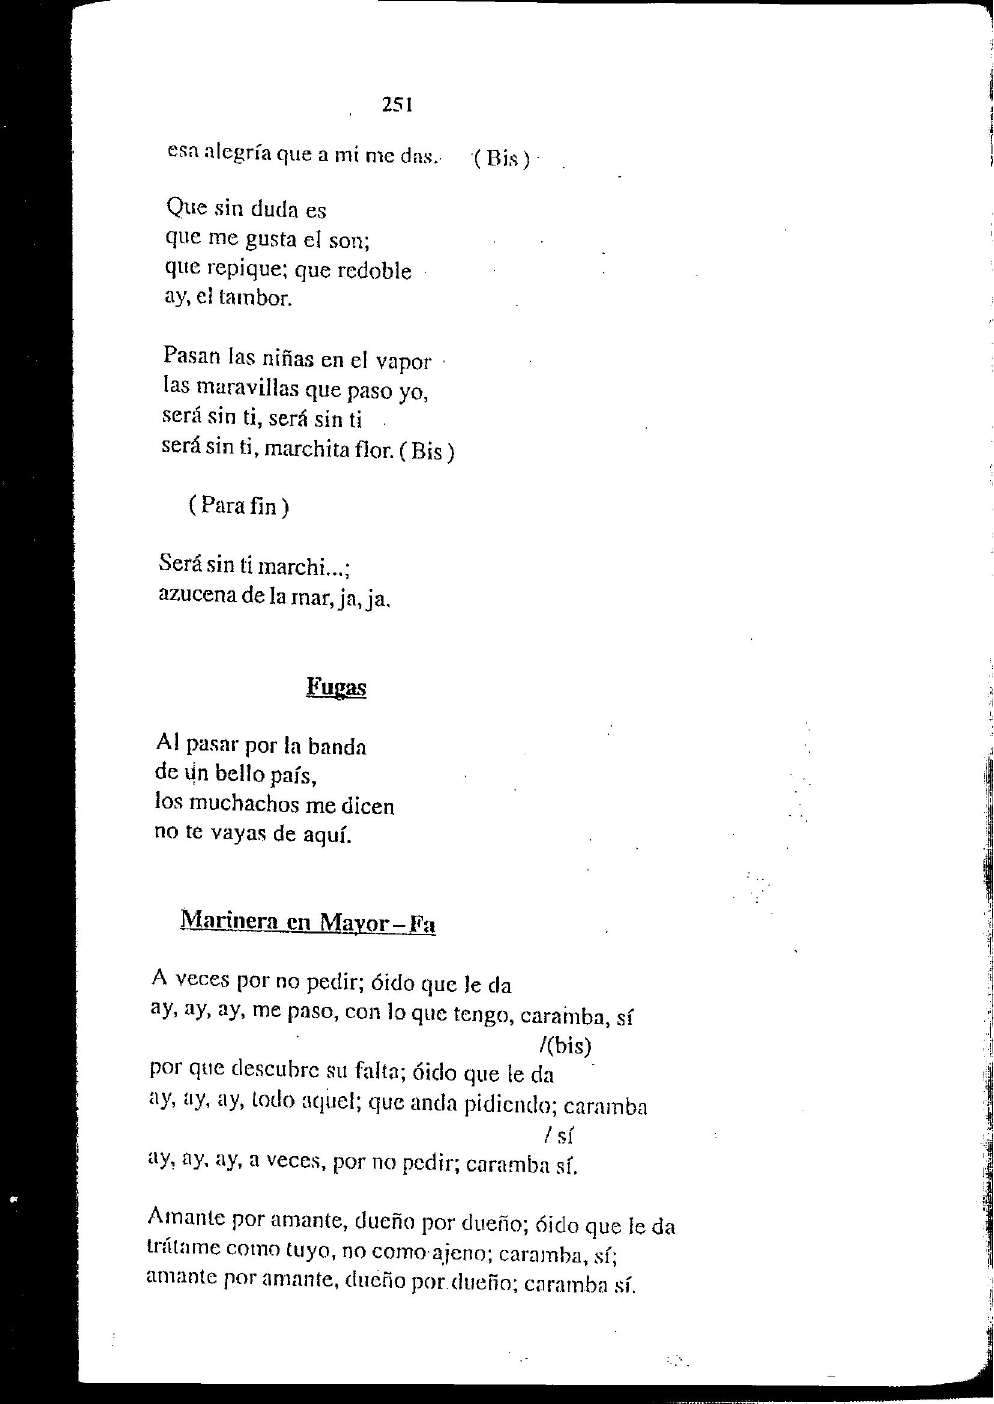 251
esa alegría que a mi me das. ( Bis )
Que sin duda es
que me gusta el son;
que repique; que redoble
ay, el tambor.
Pasan las niñas en el vapor
las maravillas que paso yo,
será sin ti, será sin ti
será sin ti, marchita flor. ( Bis )
( Para fin )
Será sin ti marchi...;
azucena de la mar, ja, ja.
Fugas
Al pasar por la banda
de un bello país,
los muchachos me dicen
no te vayas de aquí.
Marinera en Mayor – Fa
A veces por no pedir; óido que le da
ay, ay, ay, me paso, con lo que tengo, caramba, sí
/(bis)
por que descubre su falta; óido que le da
ay, ay, ay, todo aquel; que anda pidiendo; caramba
/ sí
ay, ay, ay, a veces, por no pedir; caramba sí.
Amante por amante, dueño por dueño; óido que le da
trátame como tuyo, no como ajeno; caramba, sí;
amante por amante, dueño por dueño; caramba sí.